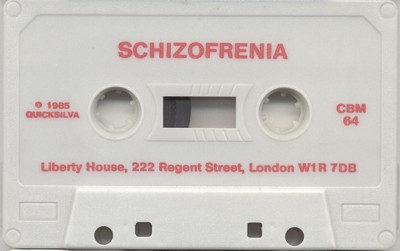 SCHIZOFRENIA
℗ 1985
QUICKSILVA
CBM
64
Liberty House, 222 Regent Street, London W1R 7DB